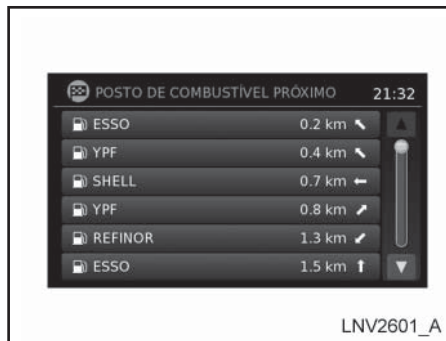 POSTO DE COMBUSTÍVEL PRÓXIMO 21:32
ESSO 0.2 km
YPF 0.4 km
SHELL 0.7 km
YPF 0.8 km
REFINOR 1.3 km
ESSO 1.5 km
LNV2601_A